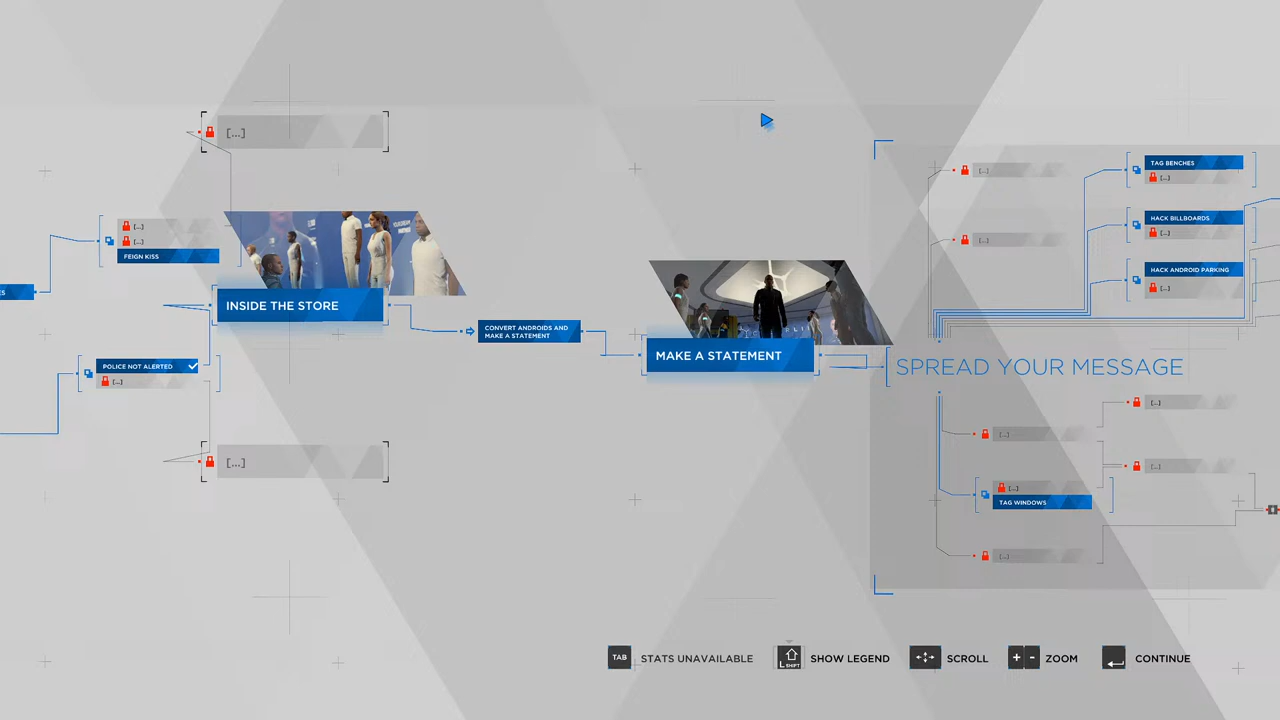 [...]
[...]
[...]
FEIGN KISS
INSIDE THE STORE
POLICE NOT ALERTED
[...]
[...]
CONVERT ANDROIDS AND
MAKE A STATEMENT
MAKE A STATEMENT
SPREAD YOUR MESSAGE
[...]
[...]
TAG BENCHES
[...]
HACK BILLBOARDS
[...]
HACK ANDROID PARKING
[...]
[...]
[...]
[...]
[...]
TAG WINDOWS
[...]
TAB STATS UNAVAILABLE
L SHIFT SHOW LEGEND
SCROLL
+ - ZOOM
CONTINUE